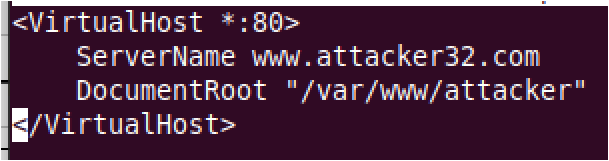 <VirtualHost *:80>
    ServerName www.attacker32.com
    DocumentRoot "/var/www/attacker"
</VirtualHost>